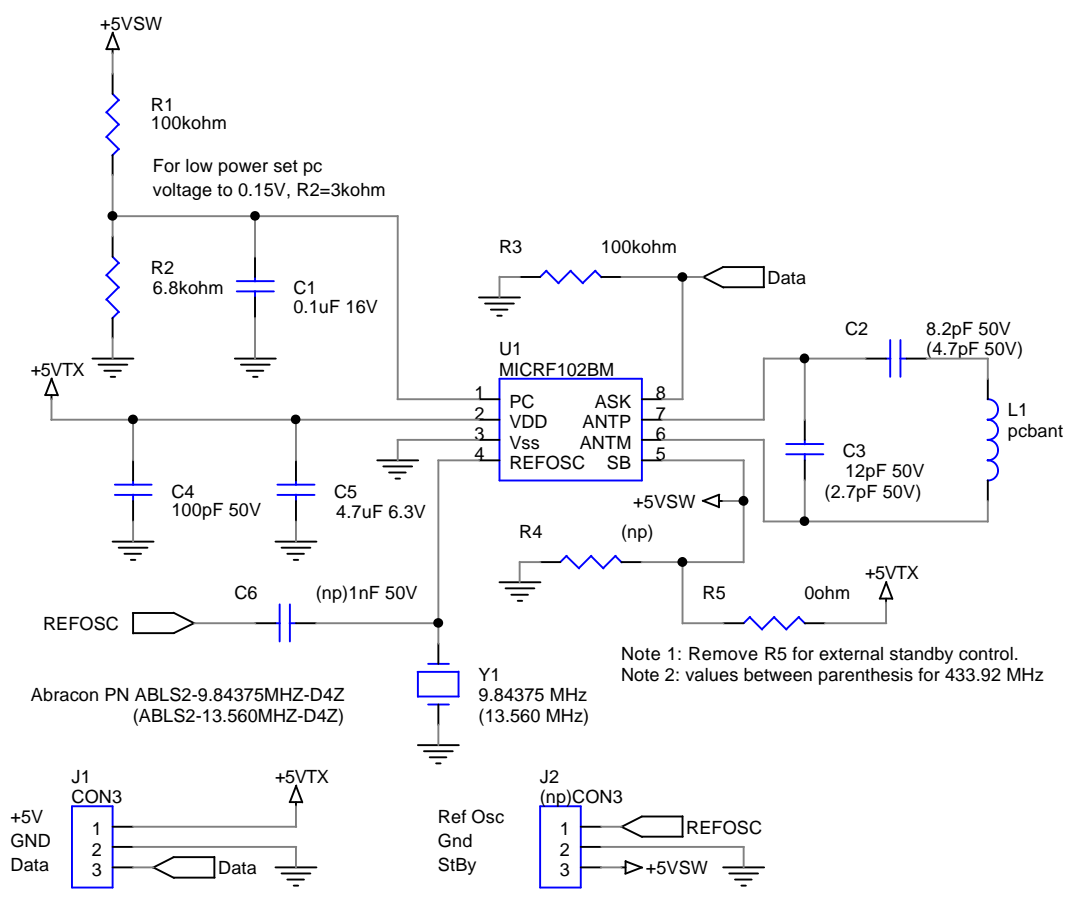 +5VSW
R1
100kohm
For low power set pc
voltage to 0.15V, R2=3kohm
R2
6.8kohm
C1
0.1uF 16V
R3 100kohm
Data
+5VTX
U1
MICRF102BM
1 PC ASK 8
2 VDD ANTP 7
3 Vss ANTM 6
4 REFOSC SB 5
C2 8.2pF 50V
(4.7pF 50V)
L1
pcbant
C3
12pF 50V
(2.7pF 50V)
C4
100pF 50V
C5
4.7uF 6.3V
+5VSW
R4 (np)
R5 0ohm
+5VTX
C6 (np)1nF 50V
REFOSC
Note 1: Remove R5 for external standby control.
Note 2: values between parenthesis for 433.92 MHz
Abracon PN ABLS2-9.84375MHZ-D4Z
(ABLS2-13.560MHZ-D4Z)
Y1
9.84375 MHz
(13.560 MHz)
J1
CON3
+5VTX
+5V 1
GND 2
Data 3 Data
J2
(np)CON3
Ref Osc 1 REFOSC
Gnd 2
StBy 3 +5VSW